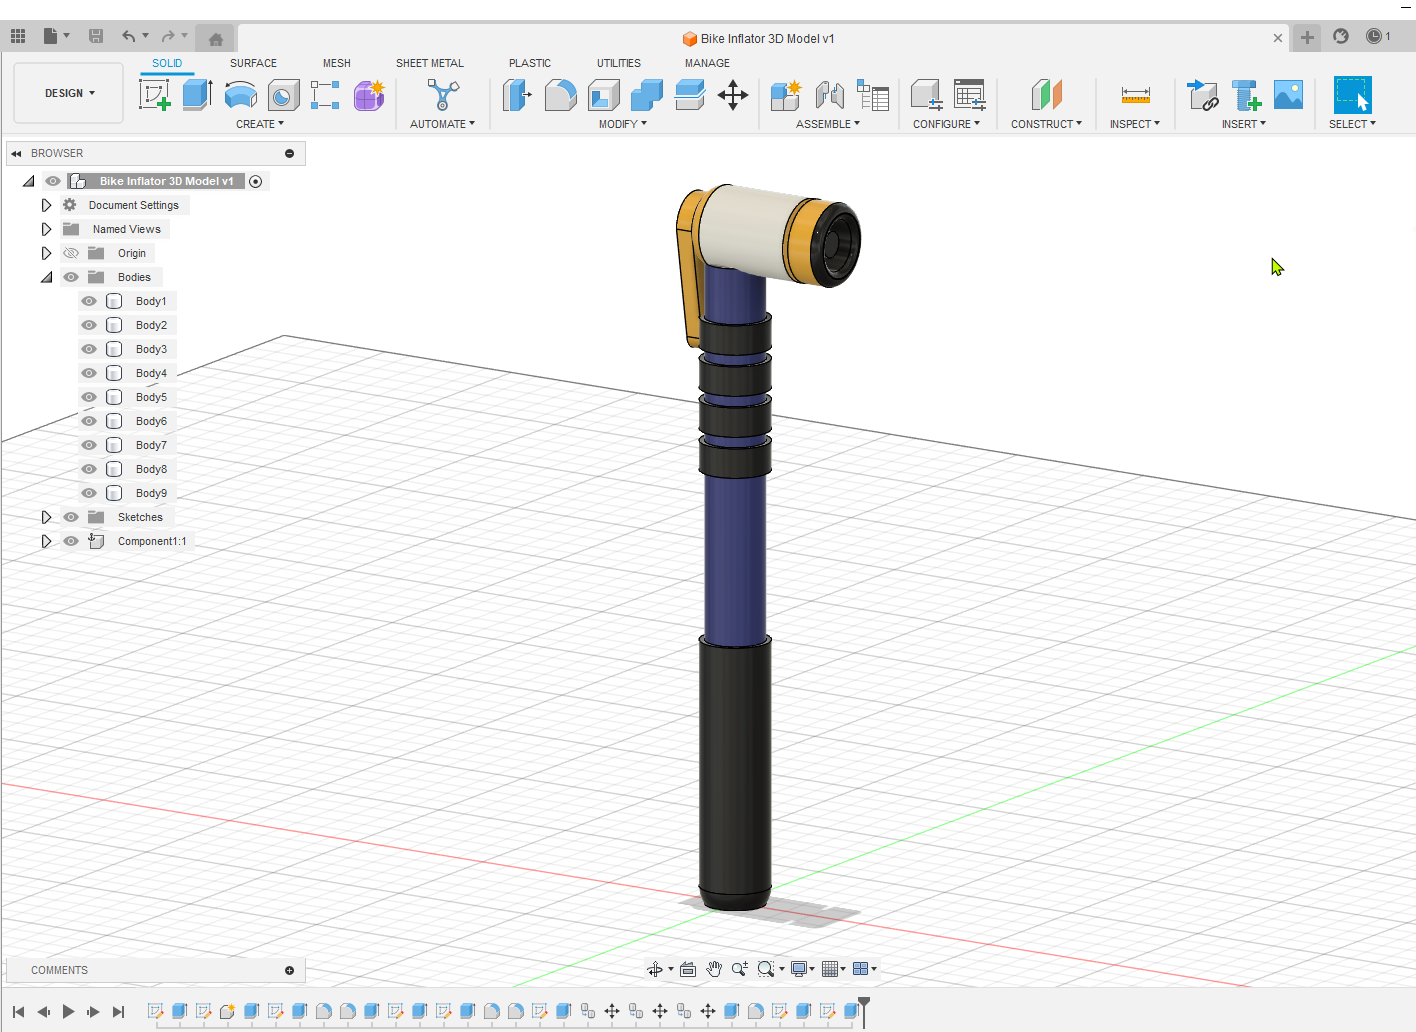 Bike Inflator 3D Model v1
1
SOLID SURFACE MESH SHEET METAL PLASTIC UTILITIES MANAGE
DESIGN
CREATE AUTOMATE MODIFY ASSEMBLE CONFIGURE CONSTRUCT INSPECT INSERT SELECT
BROWSER
Bike Inflator 3D Model v1
Document Settings
Named Views
Origin
Bodies
Body1
Body2
Body3
Body4
Body5
Body6
Body7
Body8
Body9
Sketches
Component1:1
COMMENTS